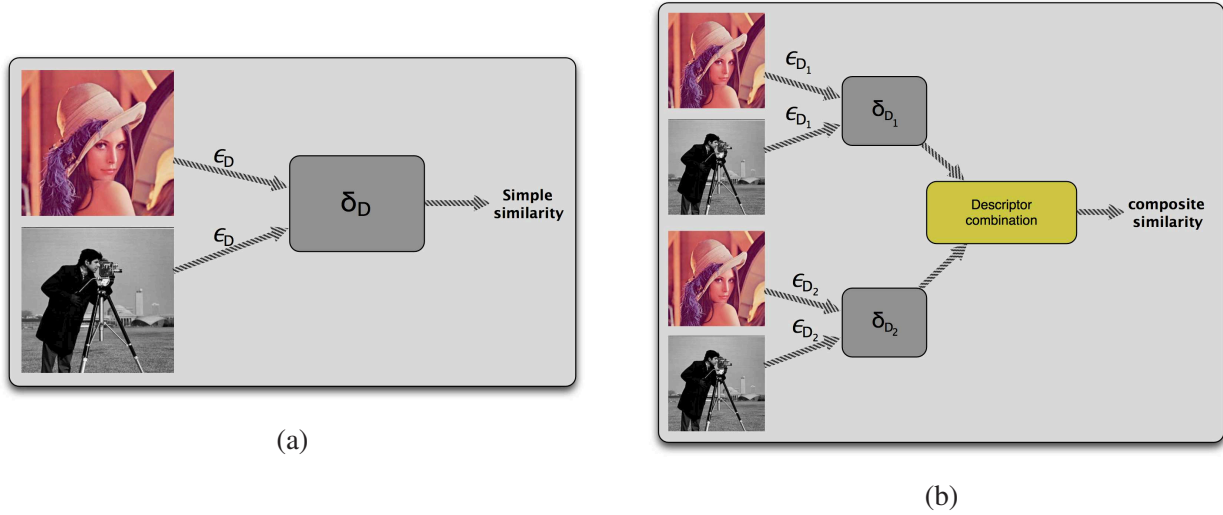 ϵD
ϵD
δD
Simple
similarity
(a)
ϵD1
ϵD1
δD1
Descriptor
combination
composite
similarity
ϵD2
ϵD2
δD2
(b)